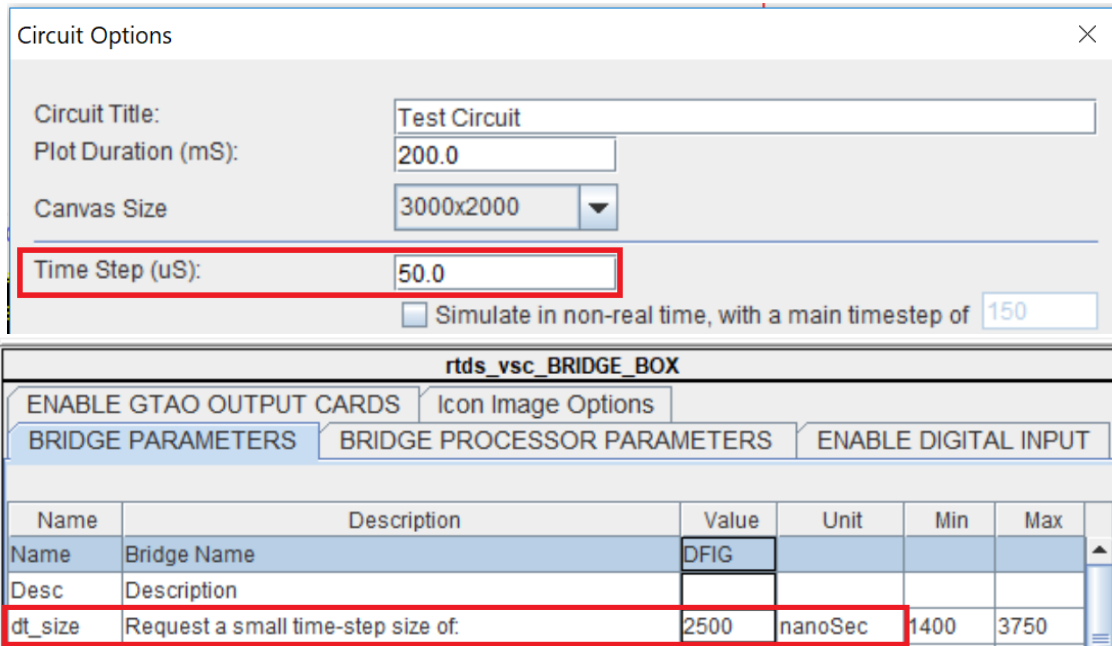 Circuit Options
Circuit Title:
Test Circuit
Plot Duration (mS):
200.0
Canvas Size
3000x2000
Time Step (uS):
50.0
Simulate in non-real time, with a main timestep of 150
rtds_vsc_BRIDGE_BOX
ENABLE GTAO OUTPUT CARDS Icon Image Options
BRIDGE PARAMETERS BRIDGE PROCESSOR PARAMETERS ENABLE DIGITAL INPUT
Name Description Value Unit Min Max
Name Bridge Name DFIG
Desc Description
dt_size Request a small time-step size of: 2500 nanoSec 1400 3750